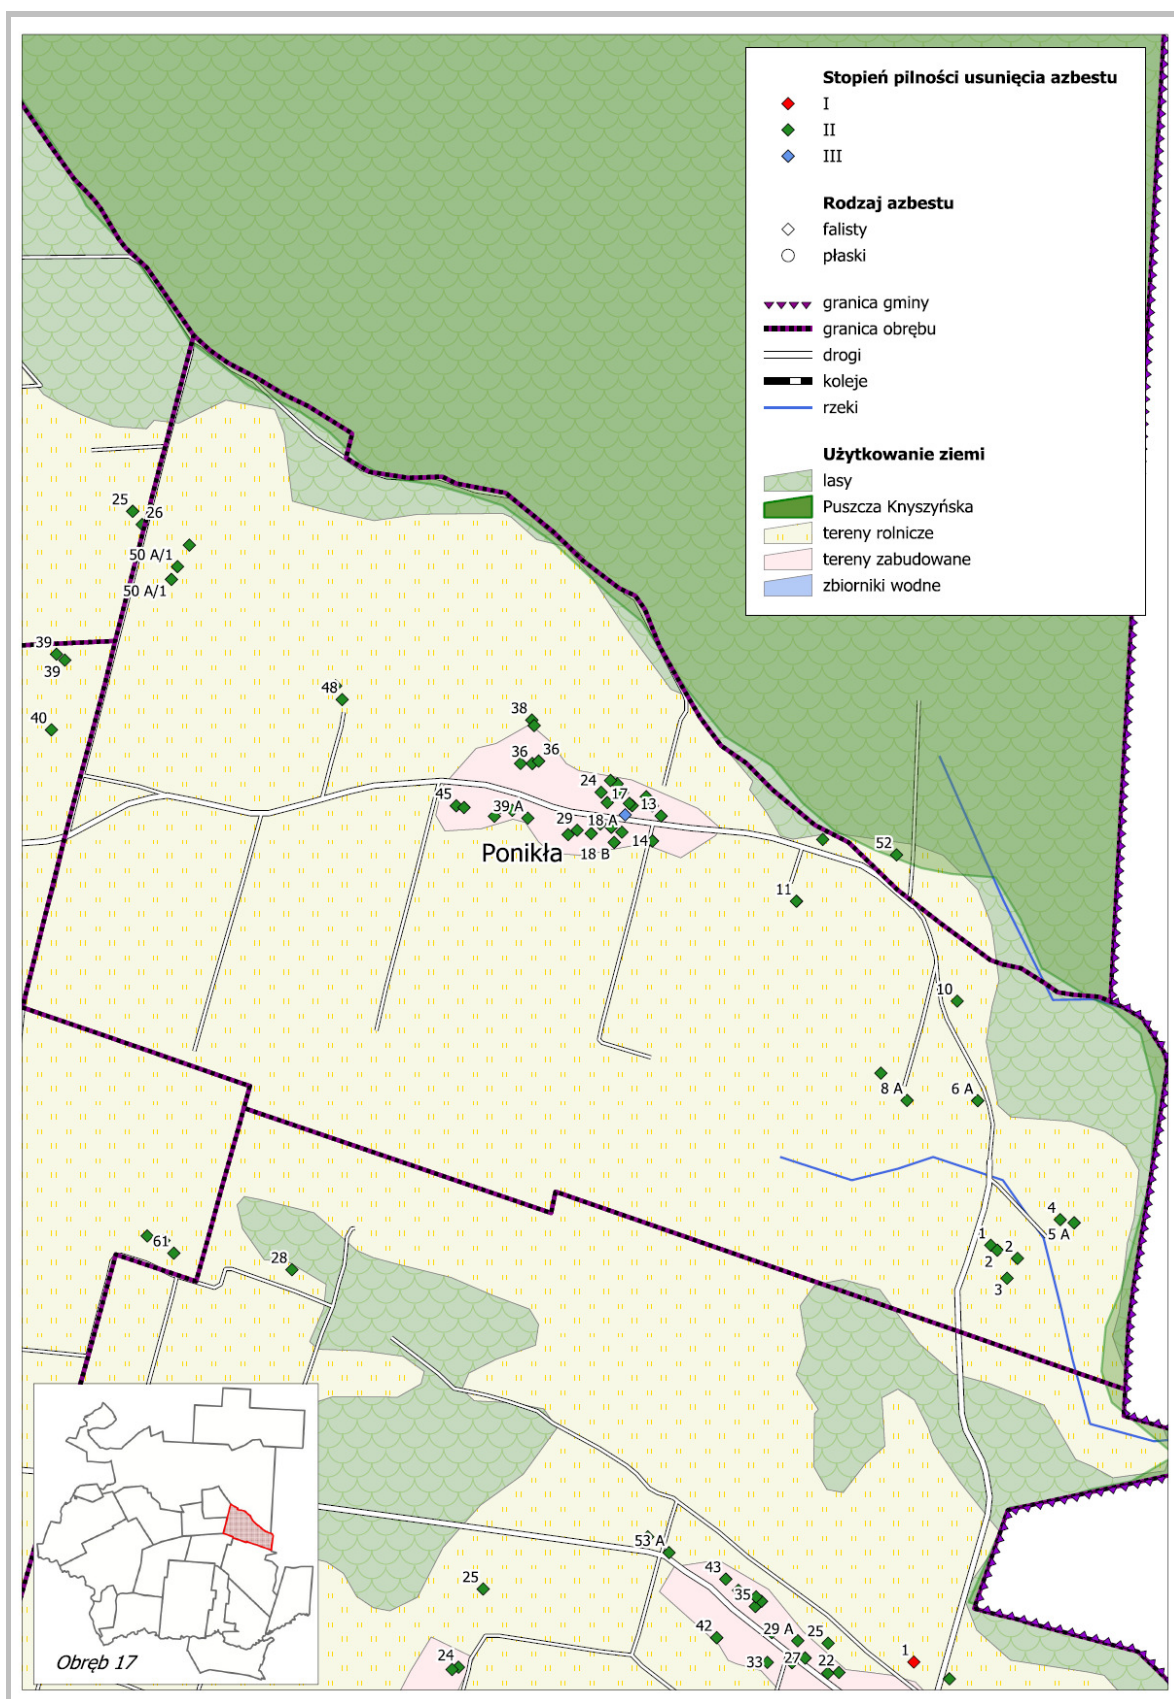 Stopień pilności usunięcia azbestu
I
II
III
Rodzaj azbestu
falisty
płaski
granica gminy
granica obrębu
drogi
koleje
rzeki
Użytkowanie ziemi
lasy
Puszcza Knyszyńska
tereny rolnicze
tereny zabudowane
zbiorniki wodne
25
26
50 A/1
50 A/1
39
39
40
48
38
36
36
24
17
13
45
39 A
29
18 A
14
18 B
Ponikła
52
11
10
8 A
6 A
4
5 A
1
2
2
3
61
28
53 A
43
35
25
42
29 A
25
33
27
22
1
24
Obręb 17